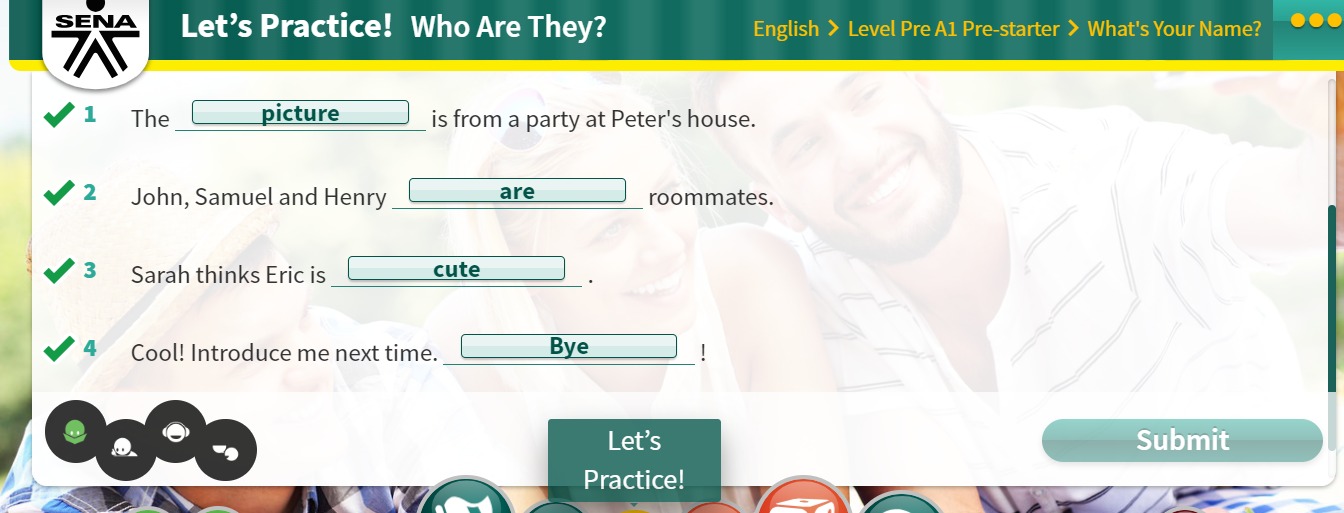 SENA
Let's Practice! Who Are They?
English > Level Pre A1 Pre-starter > What's Your Name?
1 The picture is from a party at Peter's house.
2 John, Samuel and Henry are roommates.
3 Sarah thinks Eric is cute .
4 Cool! Introduce me next time. Bye !
Let's
Practice!
Submit